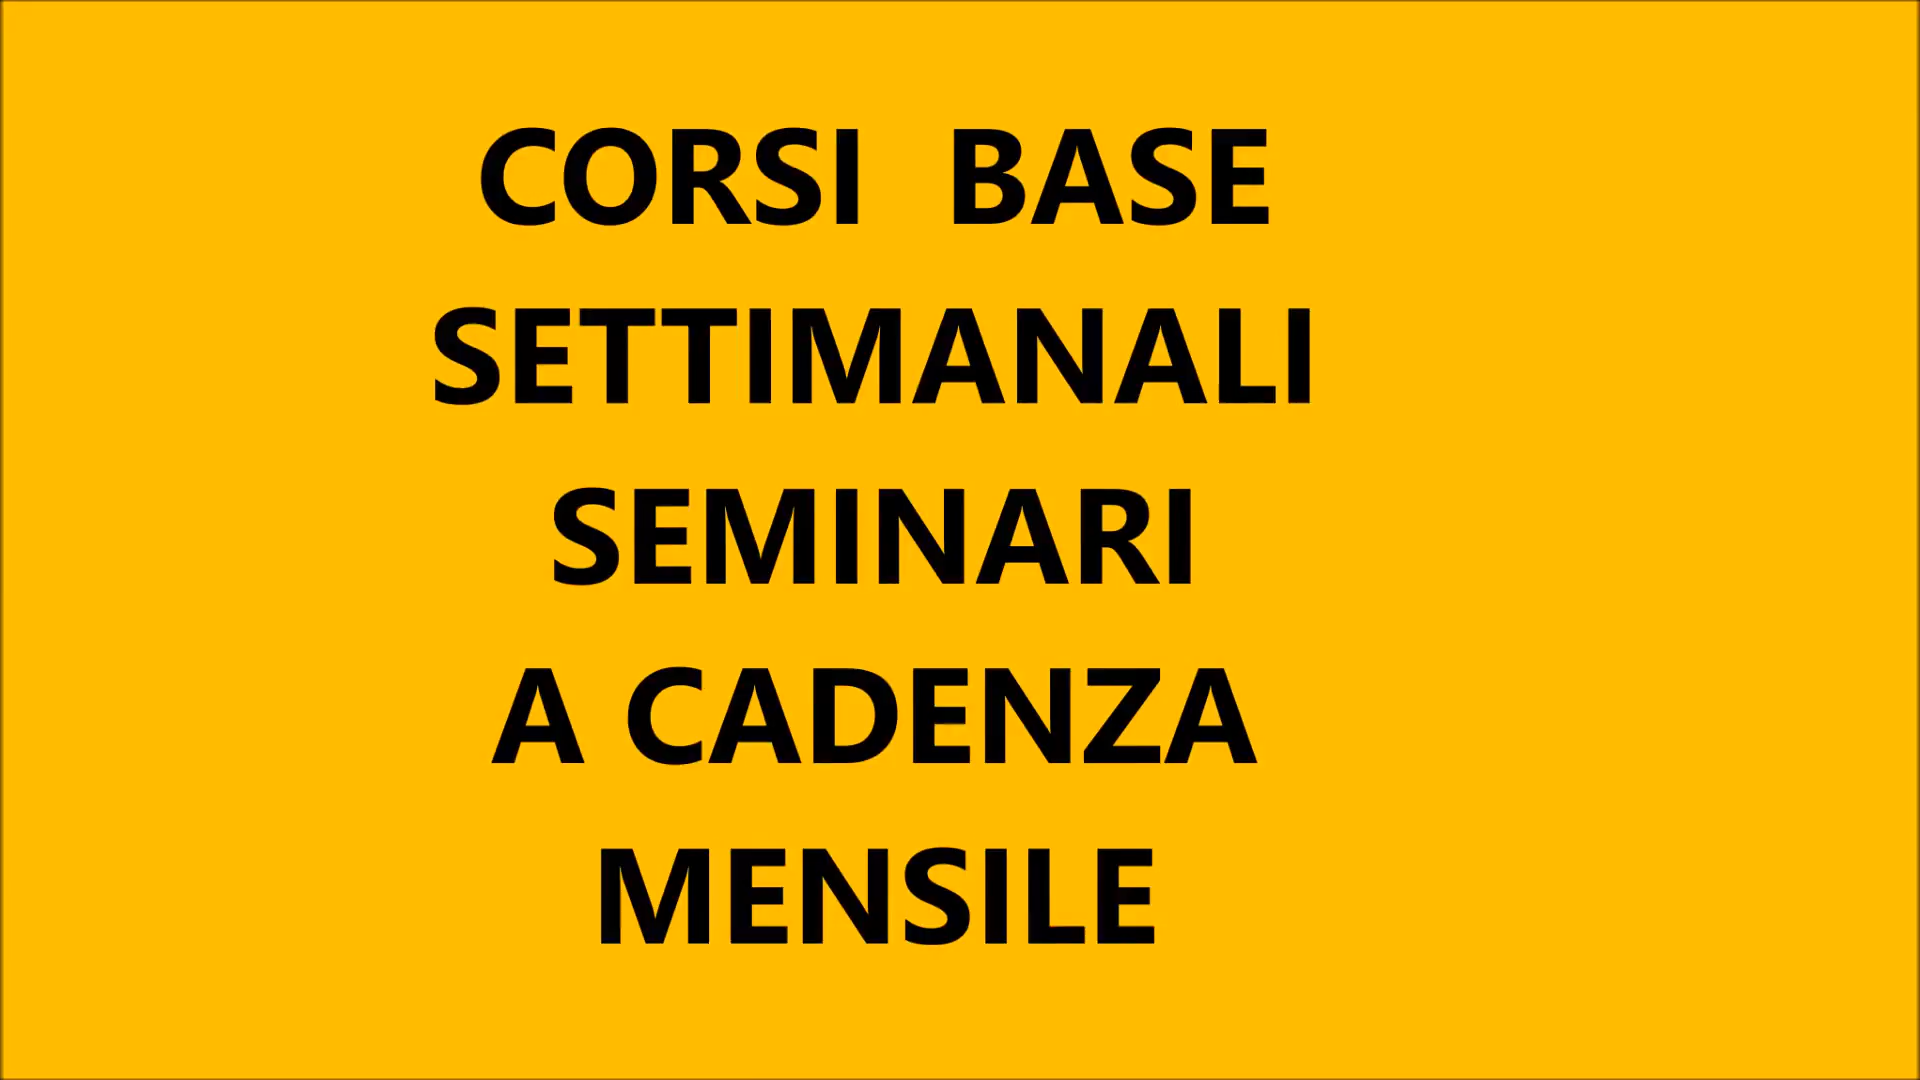 CORSI  BASE
SETTIMANALI
SEMINARI
A CADENZA
MENSILE